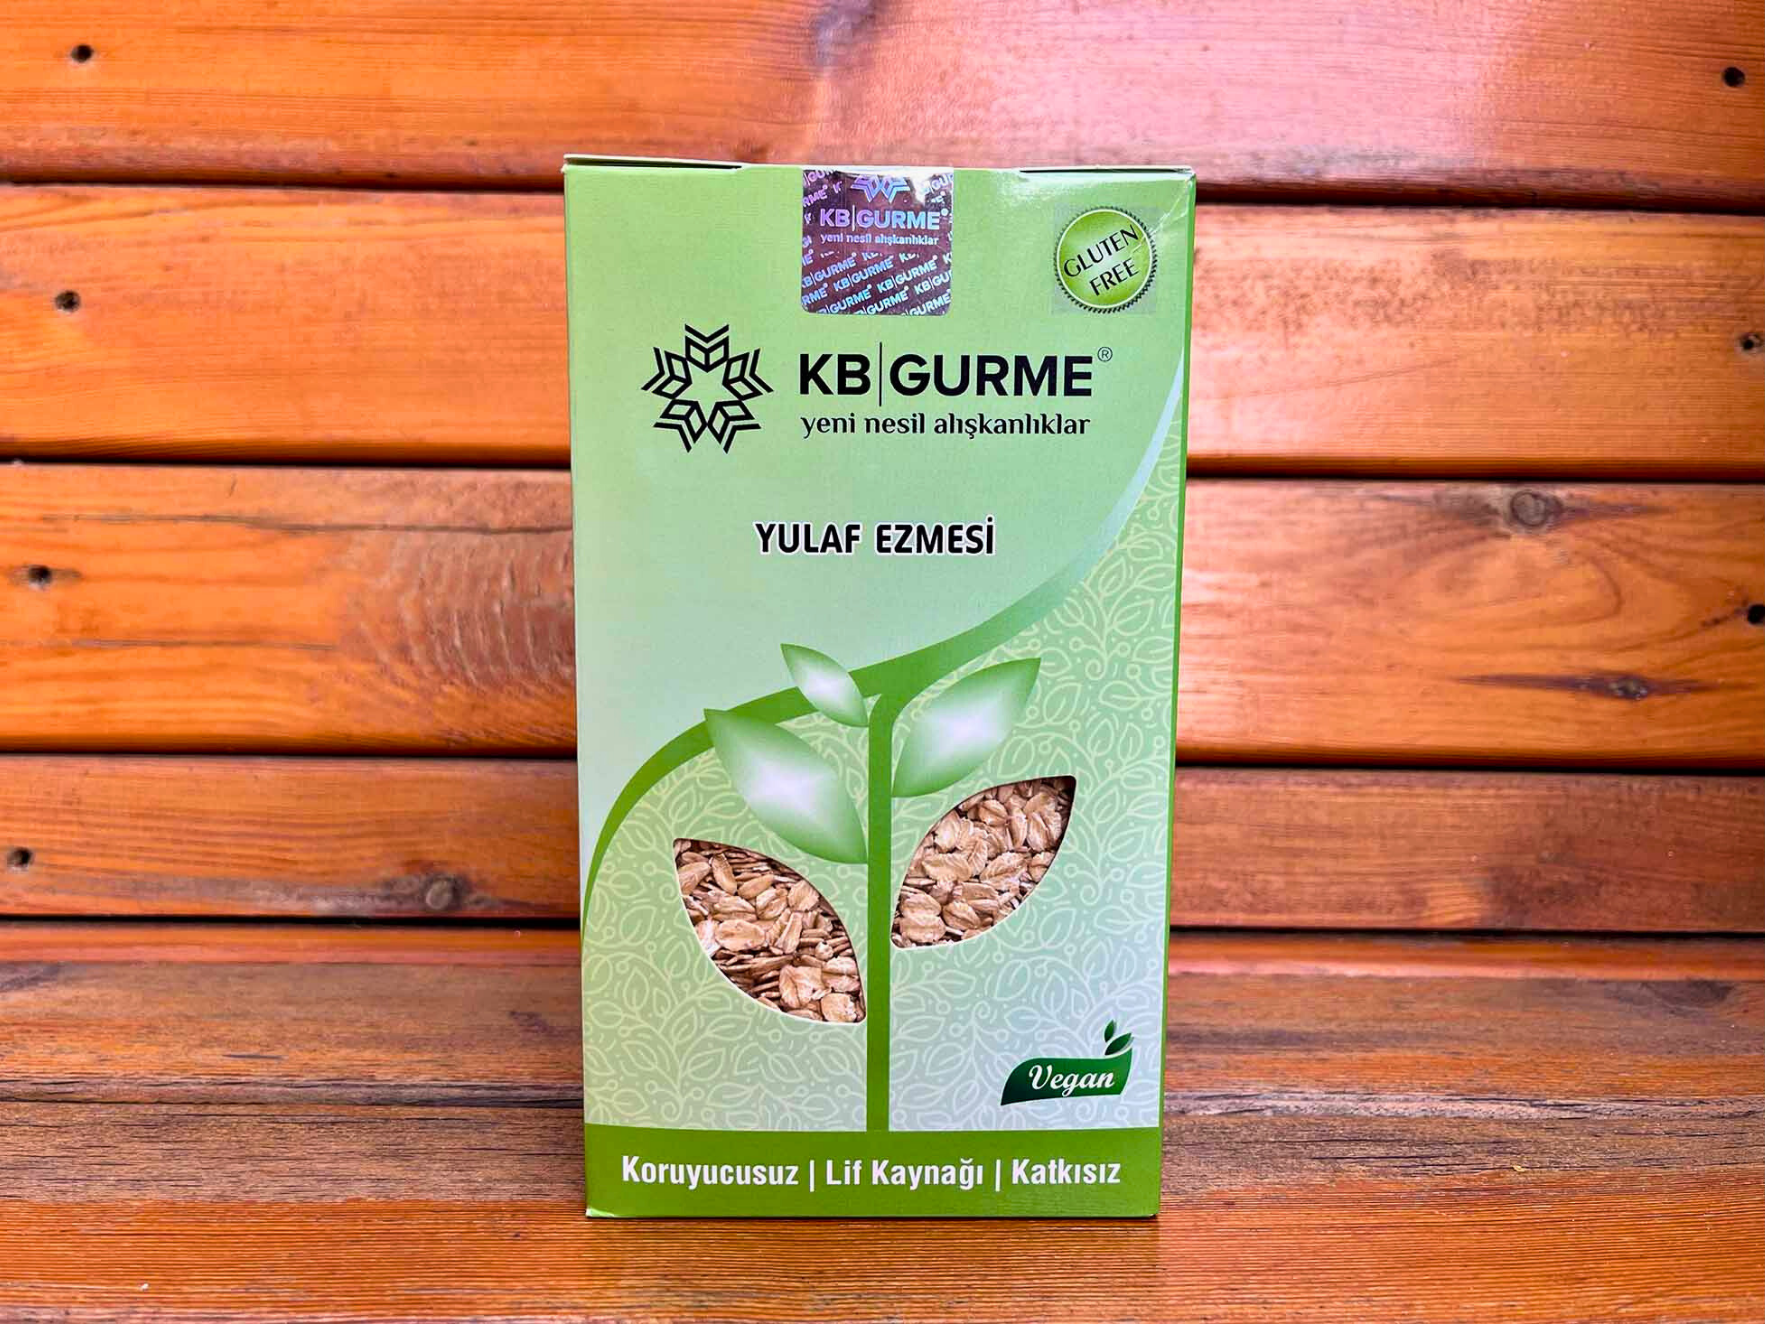 KB|GURME®
yeni nesil alışkanlıklar
GLUTEN
FREE
KB|GURME®
yeni nesil alışkanlıklar
YULAF EZMESİ
Vegan
Koruyucusuz | Lif Kaynağı | Katkısız